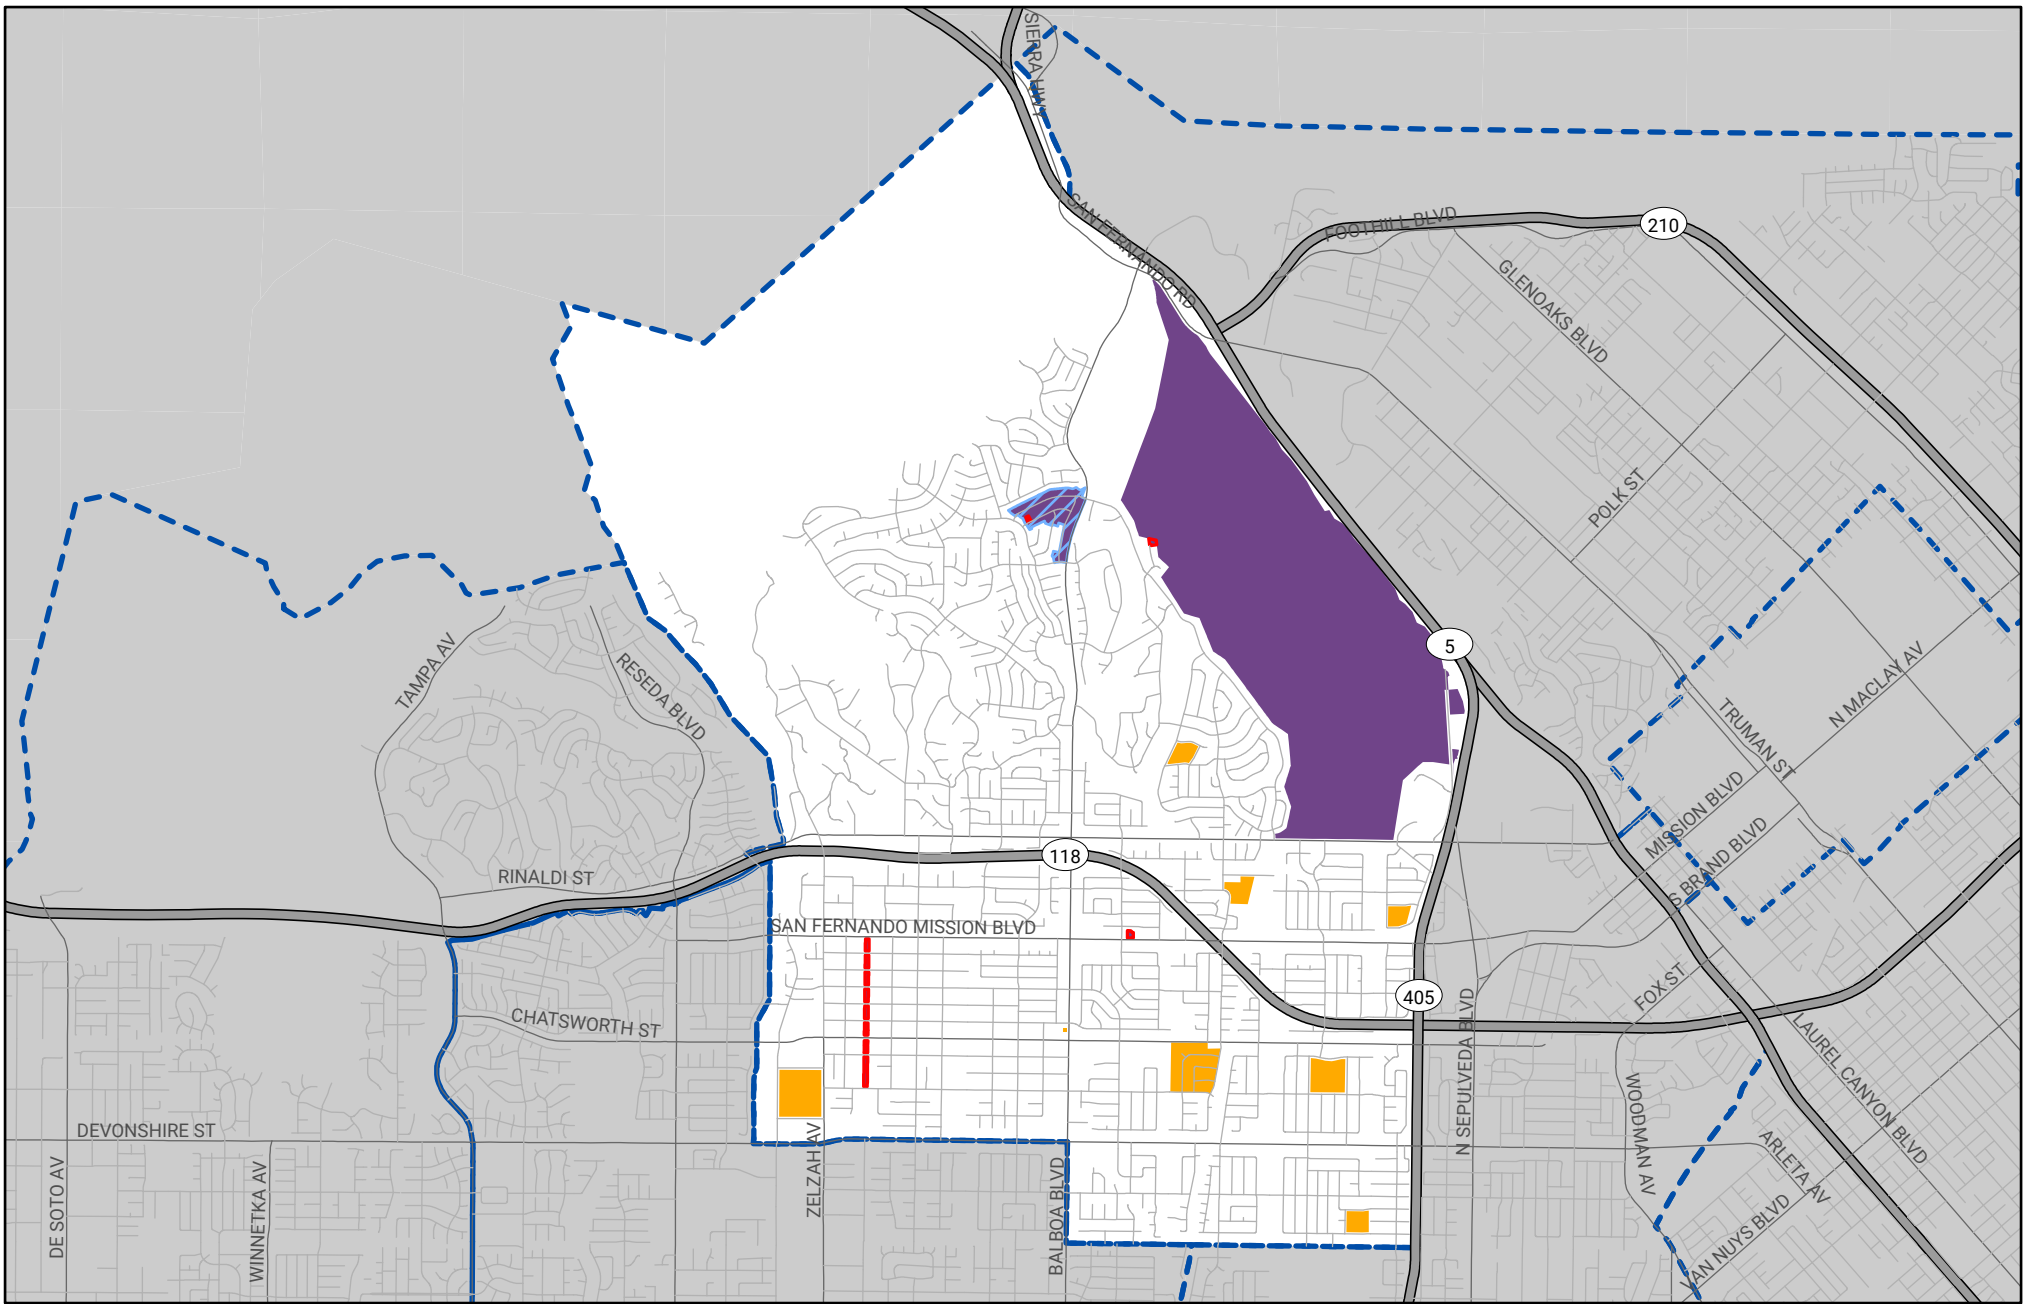 SIERRA HWY
SAN FERNANDO RD
FOOTHILL BLVD
210
GLENOAKS BLVD
POLK ST
5
TAMPA AV
RESEDA BLVD
N MACLAY AV
TRUMAN ST
MISSION BLVD
S BRAND BLVD
118
RINALDI ST
SAN FERNANDO MISSION BLVD
405
FOX ST
CHATSWORTH ST
N SEPULVEDA BLVD
LAUREL CANYON BLVD
WOODMAN AV
ARLETA AV
DEVONSHIRE ST
DE SOTO AV
WINNETKA AV
ZELZAH AV
BALBOA BLVD
VAN NUYS BLVD